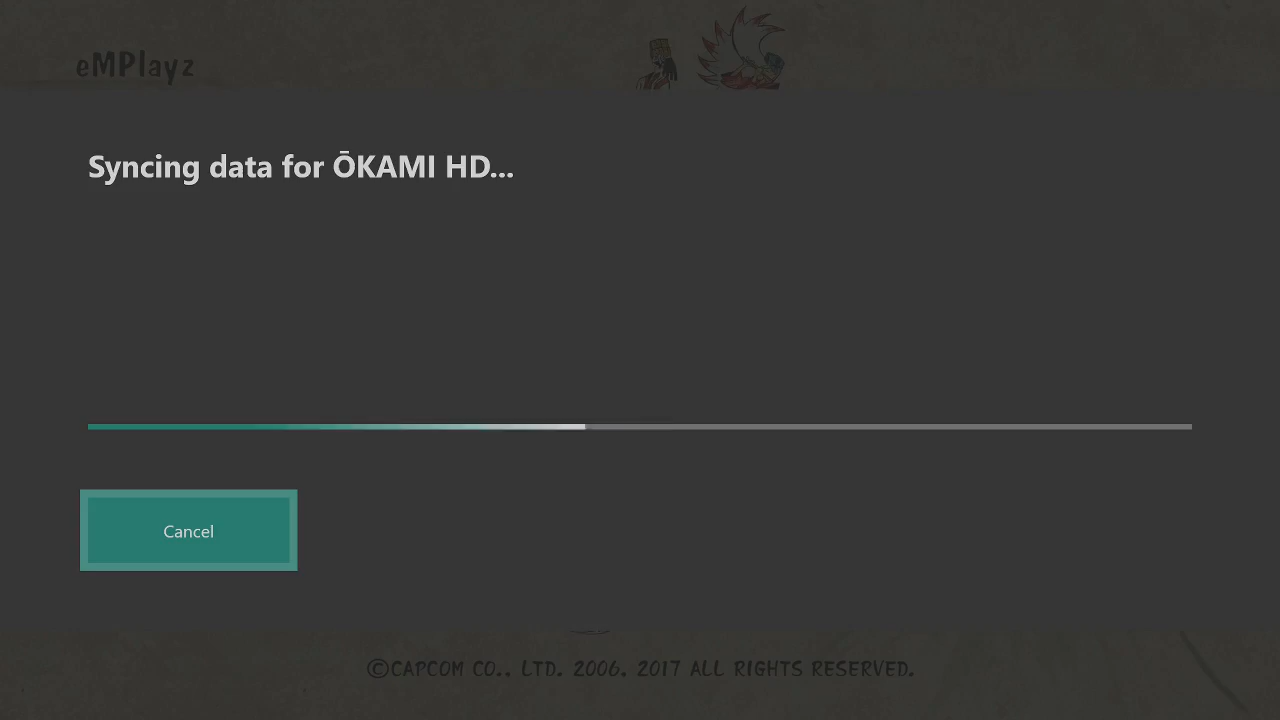 eMPlayz
Syncing data for ŌKAMI HD...
Cancel
©CAPCOM CO., LTD. 2006, 2017 ALL RIGHTS RESERVED.